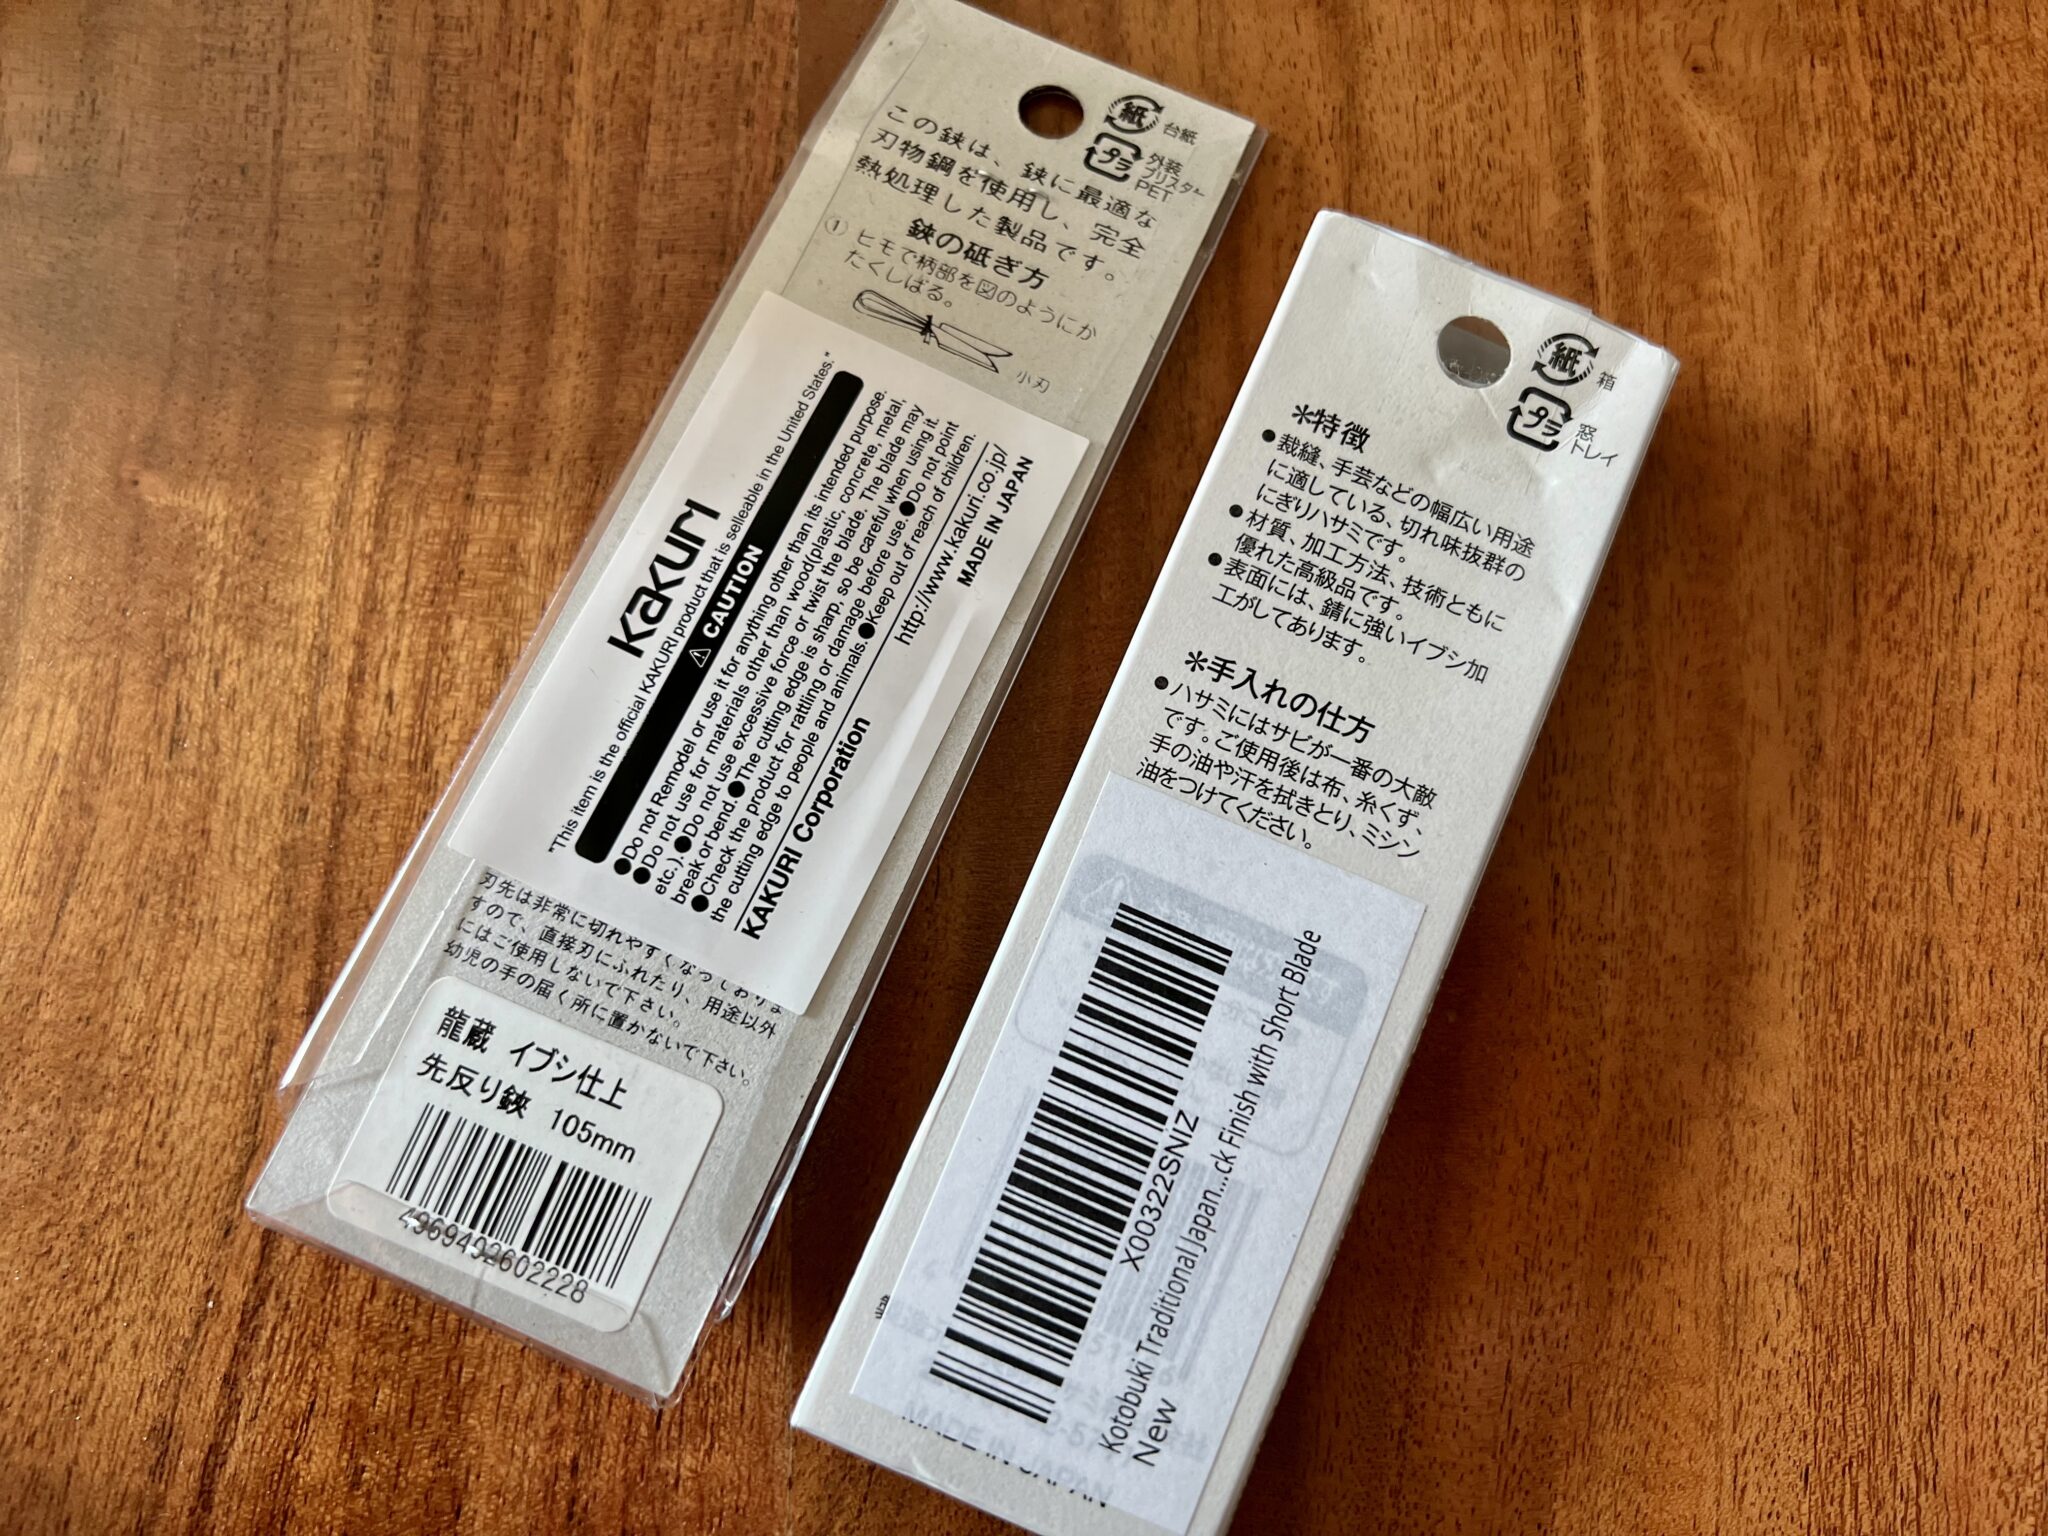 紙 台紙
プラ 外装
ブリスター
PET
この鋏は、鋏に最適な
刃物鋼を使用し、完全
熱処理した製品です。
鋏の砥ぎ方
① ヒモで柄部を図のようにか
たくしばる。
小刃
KAKURI
"This item is the official KAKURI product that is selleable in the United States."
⚠ CAUTION
●Do not Remodel or use it for anything other than its intended purpose.
●Do not use for materials other than wood(plastic, concrete, metal,
etc.). ●Do not use excessive force or twist the blade. The blade may
break or bend. ●The cutting edge is sharp, so be careful when using it.
●Check the product for rattling or damage before use. ●Do not point
the cutting edge to people and animals. ●Keep out of reach of children.
KAKURI Corporation http://www.kakuri.co.jp/
MADE IN JAPAN
刃先は非常に切れやすくなっておりま
すので、直接刃にふれたり、用途以外
にはご使用しないで下さい。
幼児の手の届く所に置かないで下さい。
龍蔵 イブシ仕上
先反り鋏 105mm
4969492602228
紙 箱
プラ 窓
トレイ
＊特徴
●裁縫、手芸などの幅広い用途
に適している、切れ味抜群の
にぎりハサミです。
●材質、加工方法、技術ともに
優れた高級品です。
●表面には、錆に強いイブシ加
工がしてあります。
＊手入れの仕方
●ハサミにはサビが一番の大敵
です。ご使用後は布、糸くず、
手の油や汗を拭きとり、ミシン
油をつけてください。
X00322SNIZ
Kotobuki Traditional Japan...ck Finish with Short Blade
New
MADE IN JAPAN